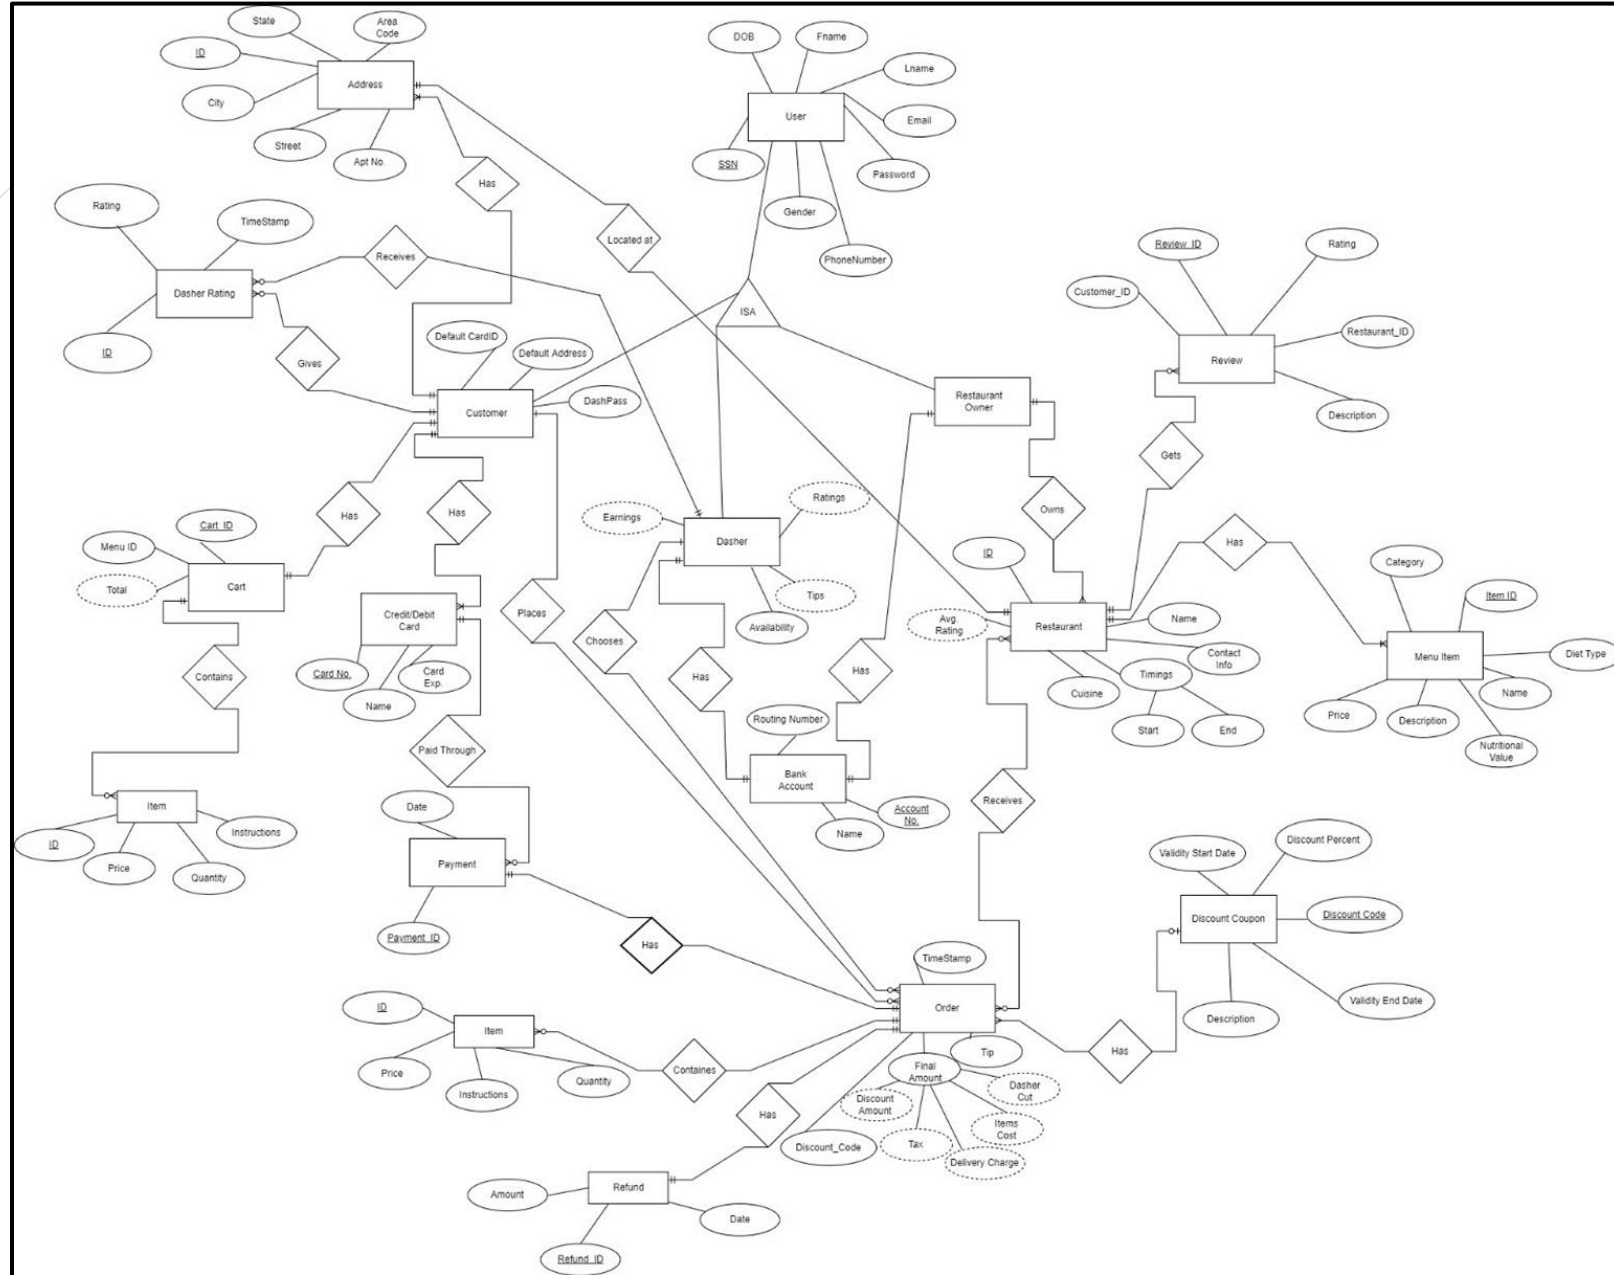 State
Area
Code
ID
Address
City
Street
Apt No.
DOB
Fname
Lname
User
Email
SSN
Password
Gender
PhoneNumber
Has
Located at
Rating
TimeStamp
Receives
Dasher Rating
ID
Gives
ISA
Review_ID
Rating
Customer_ID
Restaurant_ID
Review
Description
Gets
Default CardID
Default Address
Customer
DashPass
Restaurant
Owner
Owns
Has
Has
Has
Cart_ID
Menu ID
Total
Cart
Contains
Credit/Debit
Card
Card No.
Card
Exp.
Name
Paid Through
Places
Chooses
Earnings
Ratings
Dasher
Tips
Availability
Has
Has
ID
Avg.
Rating
Restaurant
Name
Contact
Info
Timings
Cuisine
Start
End
Category
Item ID
Menu Item
Diet Type
Name
Price
Description
Nutritional
Value
Routing Number
Bank
Account
Account
No.
Name
Receives
Item
ID
Price
Quantity
Instructions
Date
Payment
Payment_ID
Has
Validity Start Date
Discount Percent
Discount Coupon
Discount Code
Validity End Date
Description
Has
TimeStamp
Order
Tip
Final
Amount
Dasher
Cut
Discount
Amount
Items
Cost
Tax
Delivery Charge
Discount_Code
ID
Item
Price
Instructions
Quantity
Containes
Has
Refund
Amount
Date
Refund_ID